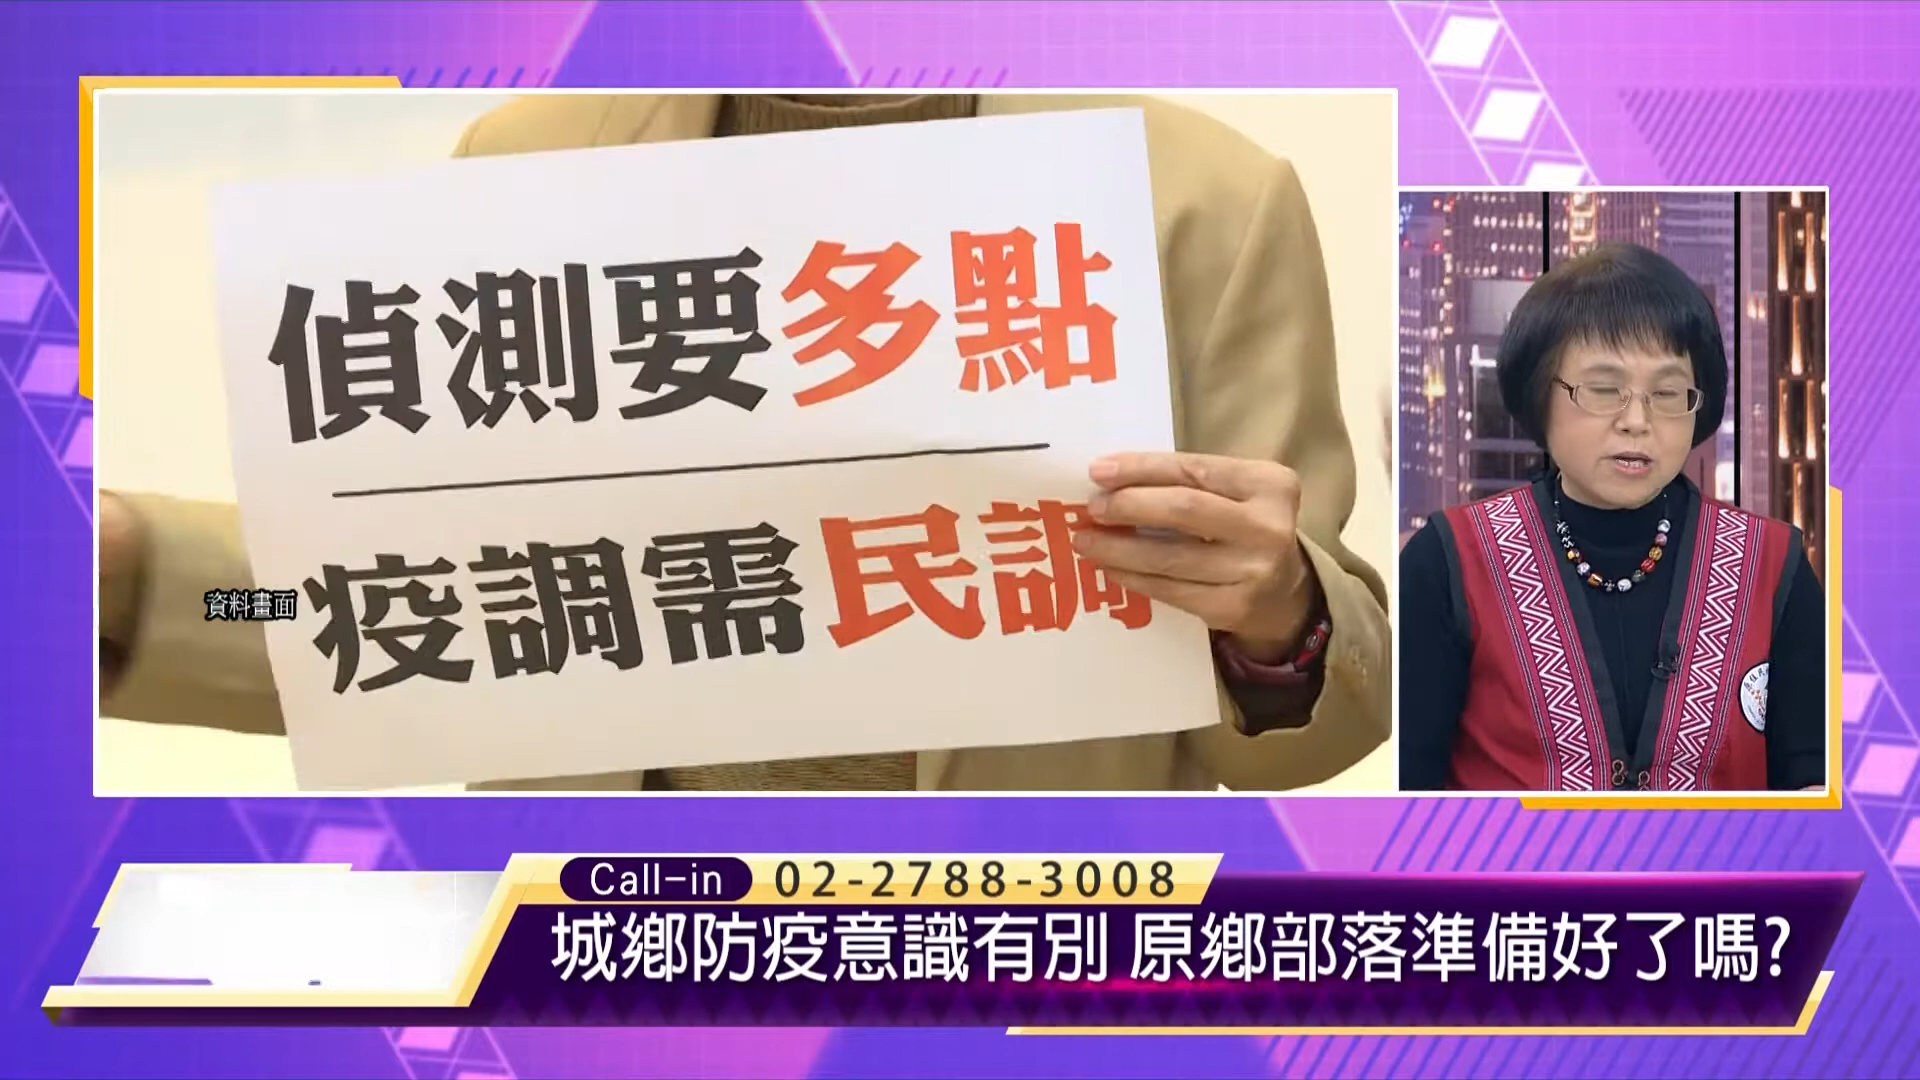 偵測要多點
疫調需民調
資料畫面
Call-in 02-2788-3008
城鄉防疫意識有別 原鄉部落準備好了嗎?